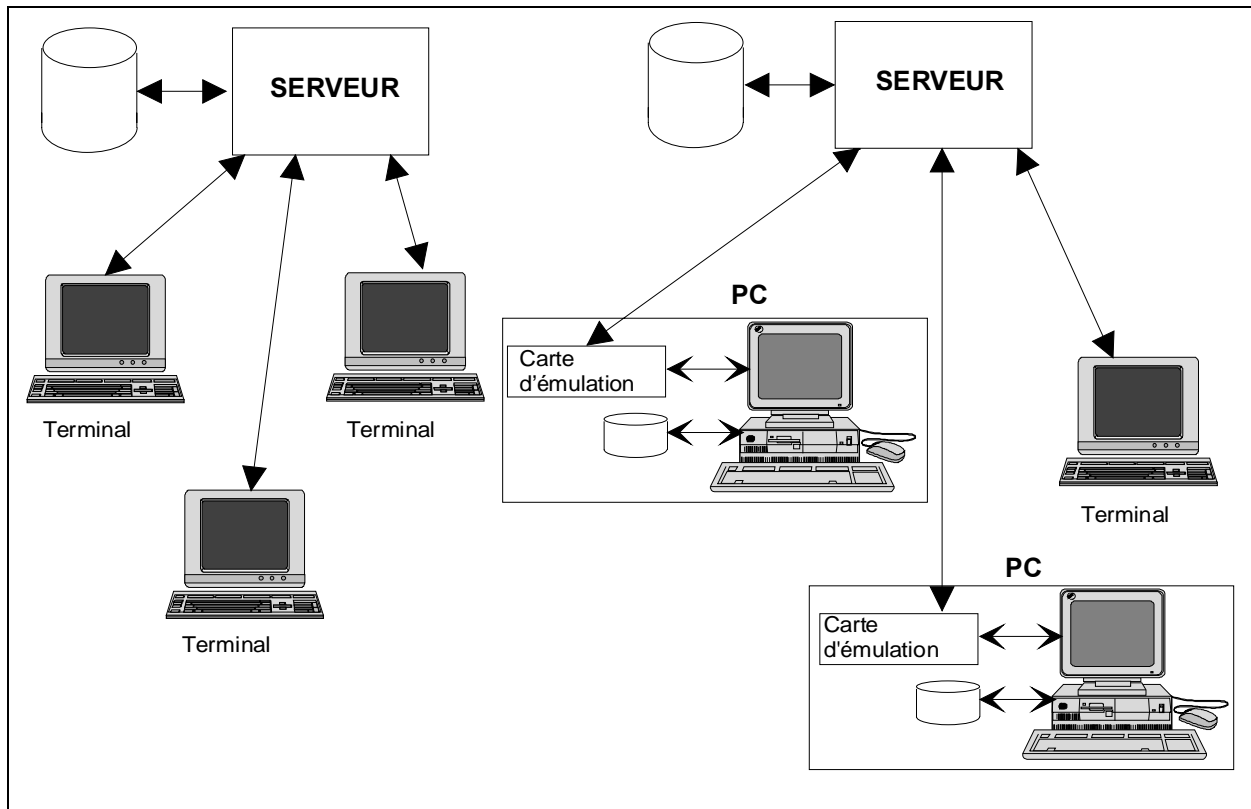 SERVEUR
Terminal
Terminal
Terminal
SERVEUR
PC
Carte
d'émulation
Terminal
PC
Carte
d'émulation